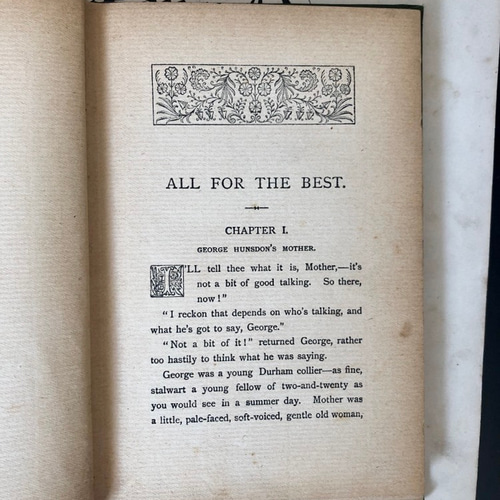 ALL FOR THE BEST.
CHAPTER I.
GEORGE HUNSDON'S MOTHER.
I'LL tell thee what it is, Mother,—it's
not a bit of good talking. So there,
now!"
"I reckon that depends on who's talking, and
what he's got to say, George."
"Not a bit of it!" returned George, rather
too hastily to think what he was saying.
George was a young Durham collier—as fine,
stalwart a young fellow of two-and-twenty as
you would see in a summer day. Mother was
a little, pale-faced, soft-voiced, gentle old woman,